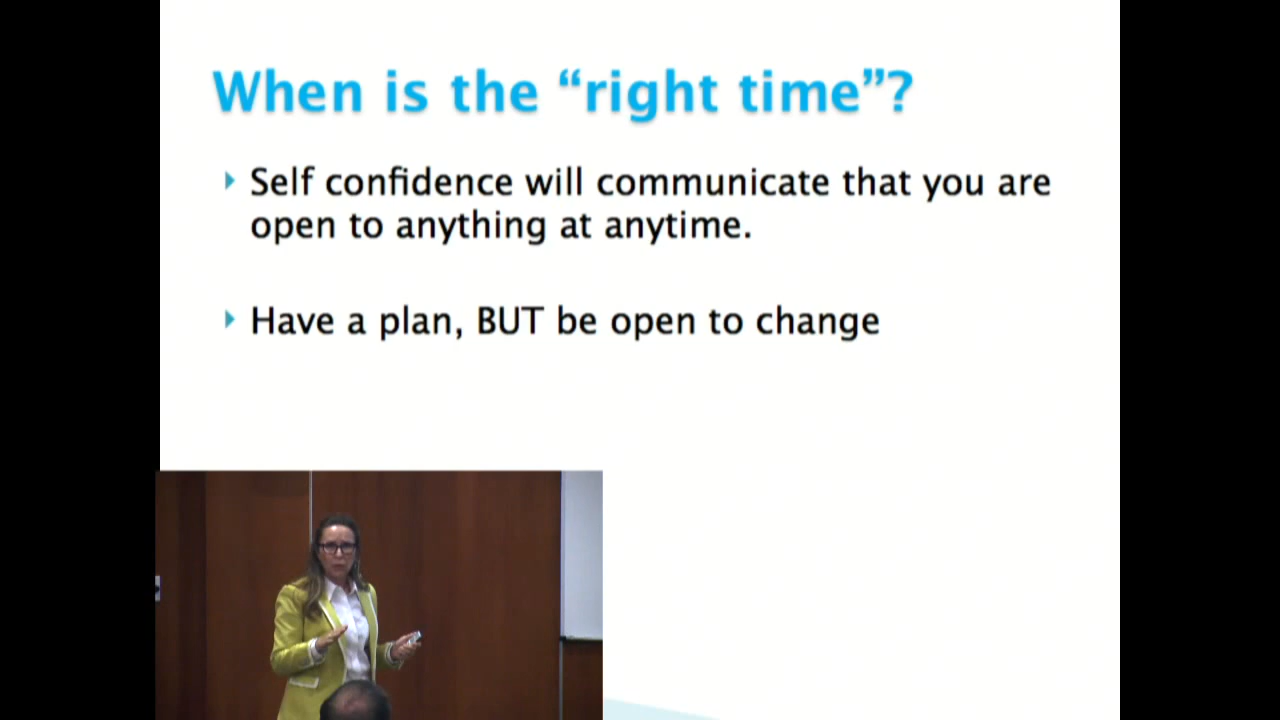 When is the “right time”?
Self confidence will communicate that you are
open to anything at anytime.
Have a plan, BUT be open to change